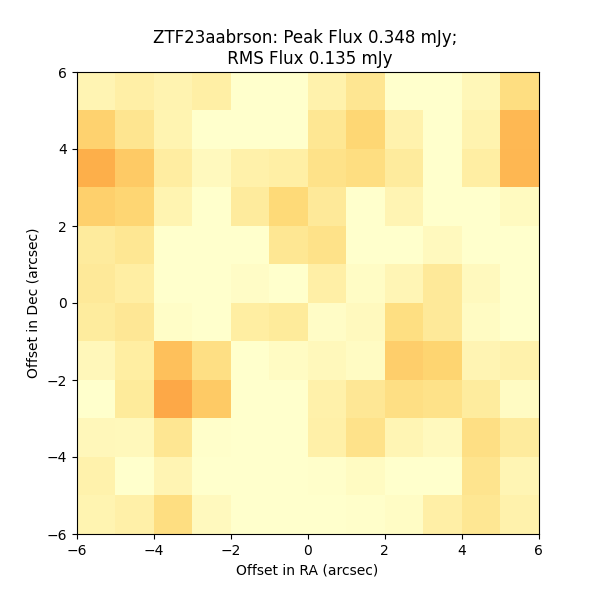 ZTF23aabrson: Peak Flux 0.348 mJy;
RMS Flux 0.135 mJy
6
4
2
0
−2
−4
−6
Offset in Dec (arcsec)
−6 −4 −2 0 2 4 6
Offset in RA (arcsec)